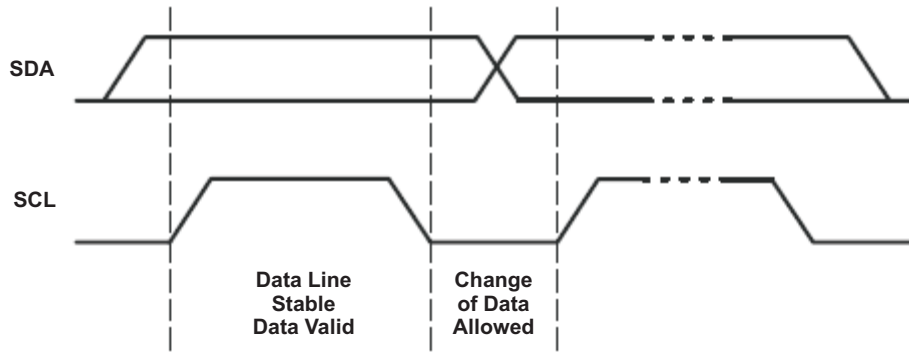 SDA
SCL
Data Line
Stable
Data Valid
Change
of Data
Allowed